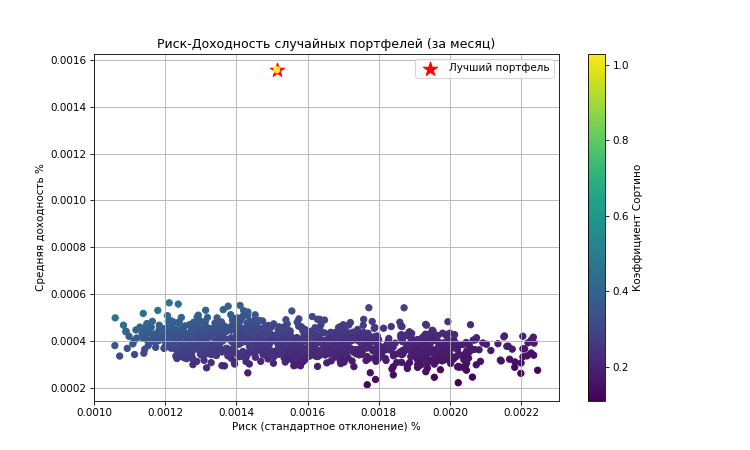 Риск-Доходность случайных портфелей (за месяц)
Лучший портфель
Средняя доходность %
0.0016
0.0014
0.0012
0.0010
0.0008
0.0006
0.0004
0.0002
0.0010 0.0012 0.0014 0.0016 0.0018 0.0020 0.0022
Риск (стандартное отклонение) %
1.0
0.8
0.6
0.4
0.2
Коэффициент Сортино